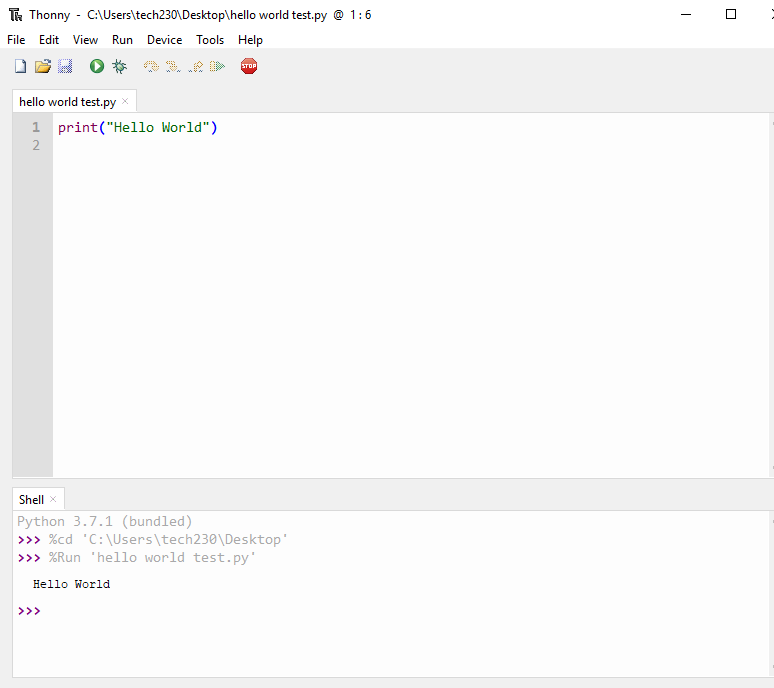 Thonny - C:\Users\tech230\Desktop\hello world test.py @ 1 : 6
File Edit View Run Device Tools Help
STOP
hello world test.py ×
1 print("Hello World")
2
Shell ×
Python 3.7.1 (bundled)
>>> %cd 'C:\Users\tech230\Desktop'
>>> %Run 'hello world test.py'
Hello World
>>>